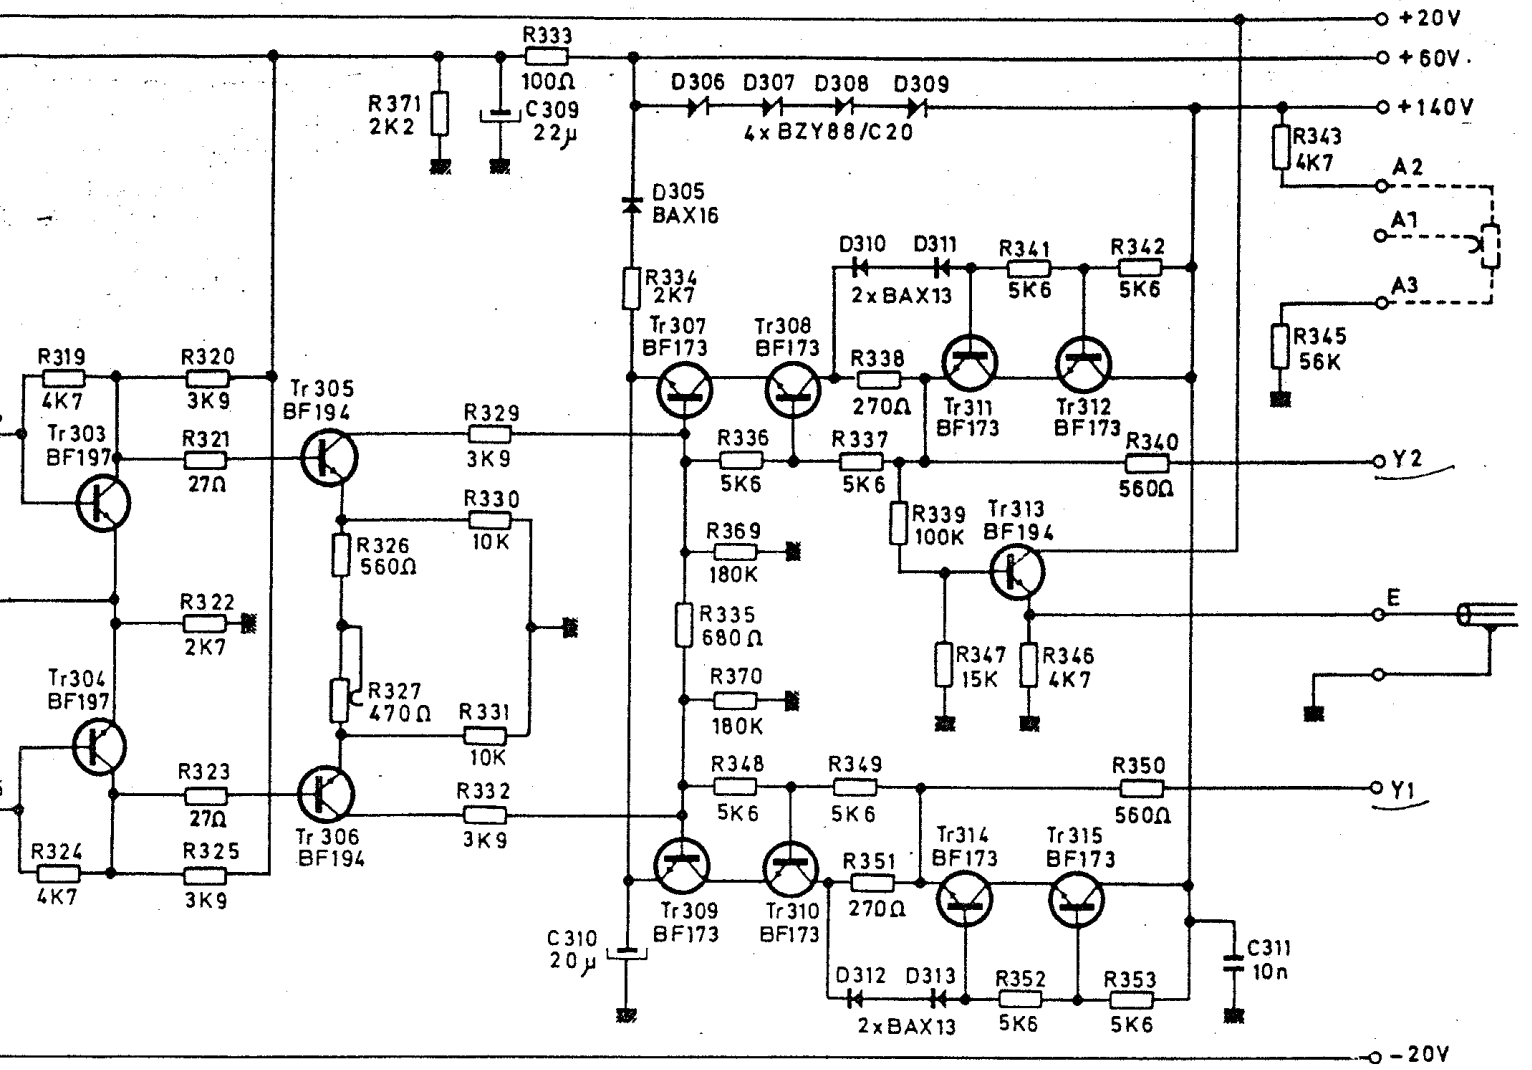 +20V
R333
+60V.
100Ω
D306 D307 D308 D309
R371
2K2
C309
22µ
4x BZY88/C20
+140V
R343
4K7
A2
D305
BAX16
A1
D310 D311 R341 R342
R334
2K7
2xBAX13 5K6 5K6
A3
Tr307
BF173
Tr308
BF173
R345
56K
R319 R320
4K7 3K9
R338
270Ω
Tr305
BF194
Tr311
BF173
Tr312
BF173
Tr303
BF197
R321
27Ω
R329
3K9
R336 R337 R340
5K6 5K6 560Ω
Y2
R330
10K
R339
100K
Tr313
BF194
R326
560Ω
R369
180K
R322
2K7
R335
680Ω
E
R347
15K
R346
4K7
Tr304
BF197
R327
470Ω
R370
180K
R331
10K
R323
27Ω
R332
3K9
R348 R349 R350
5K6 5K6 560Ω
Y1
Tr306
BF194
Tr314
BF173
Tr315
BF173
R324 R325
4K7 3K9
R351
270Ω
Tr309
BF173
Tr310
BF173
C310
20µ
C311
10n
D312 D313 R352 R353
2xBAX13 5K6 5K6
-20V